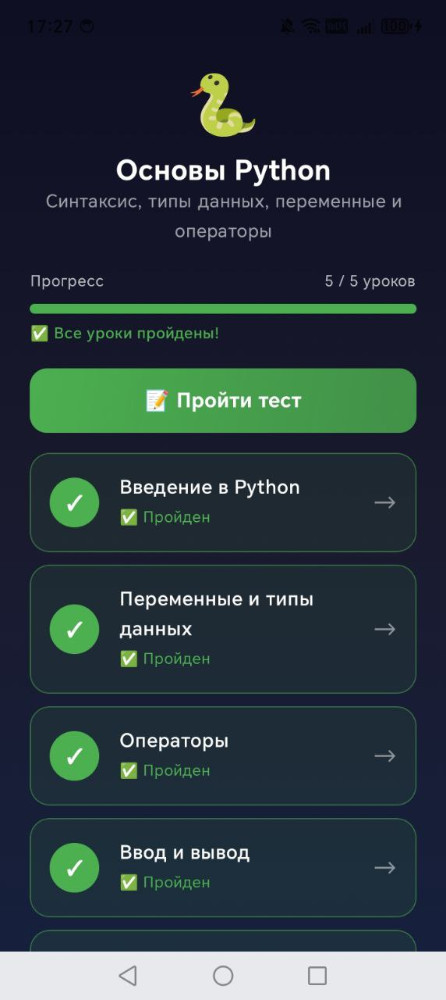 17:27
100
Основы Python
Синтаксис, типы данных, переменные и
операторы
Прогресс 5 / 5 уроков
✅ Все уроки пройдены!
📝 Пройти тест
✓ Введение в Python →
✅ Пройден
Переменные и типы
✓ данных →
✅ Пройден
✓ Операторы →
✅ Пройден
✓ Ввод и вывод →
✅ Пройден